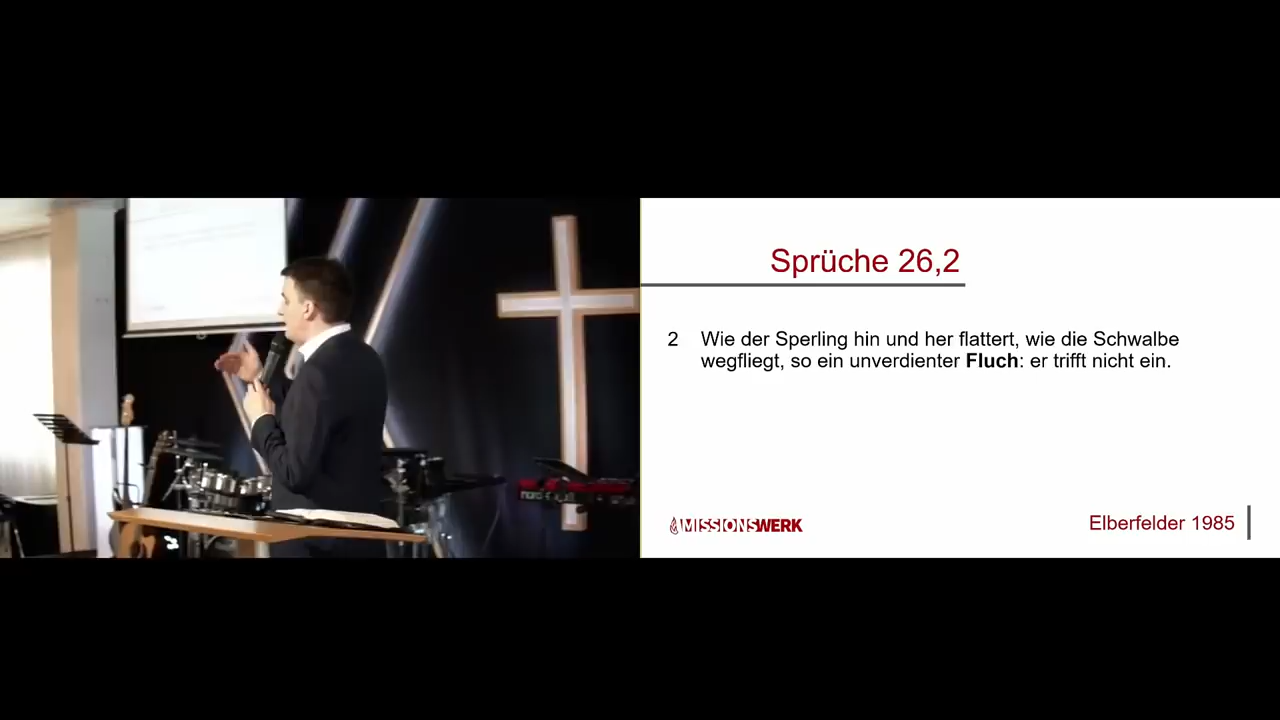 Sprüche 26,2
2 Wie der Sperling hin und her flattert, wie die Schwalbe
wegfliegt, so ein unverdienter Fluch: er trifft nicht ein.
MISSIONSWERK
Elberfelder 1985
nord